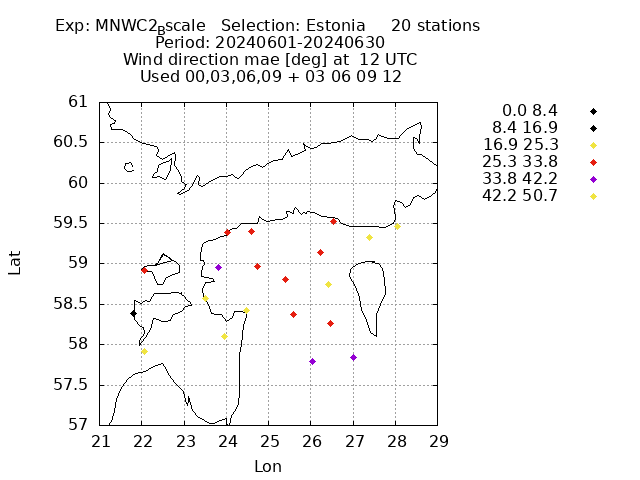 Exp: MNWC2_Bscale   Selection: Estonia     20 stations
Period: 20240601-20240630
Wind direction mae [deg] at  12 UTC
Used 00,03,06,09 + 03 06 09 12
0.0 8.4
8.4 16.9
16.9 25.3
25.3 33.8
33.8 42.2
42.2 50.7
61
60.5
60
59.5
59
58.5
58
57.5
57
Lat
21 22 23 24 25 26 27 28 29
Lon